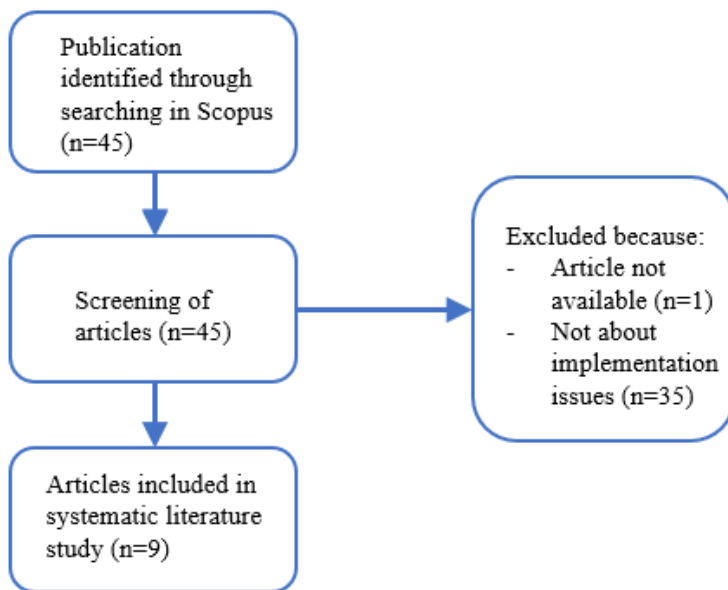 Publication
identified through
searching in Scopus
(n=45)
Screening of
articles (n=45)
Excluded because:
- Article not
available (n=1)
- Not about
implementation
issues (n=35)
Articles included in
systematic literature
study (n=9)